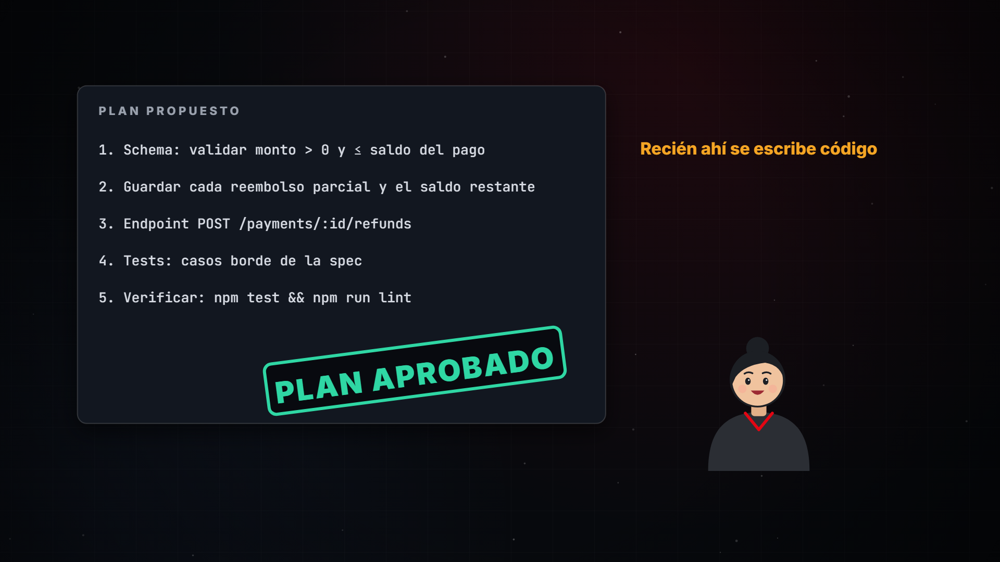 PLAN PROPUESTO
1. Schema: validar monto > 0 y ≤ saldo del pago
2. Guardar cada reembolso parcial y el saldo restante
3. Endpoint POST /payments/:id/refunds
4. Tests: casos borde de la spec
5. Verificar: npm test && npm run lint
PLAN APROBADO
Recién ahí se escribe código